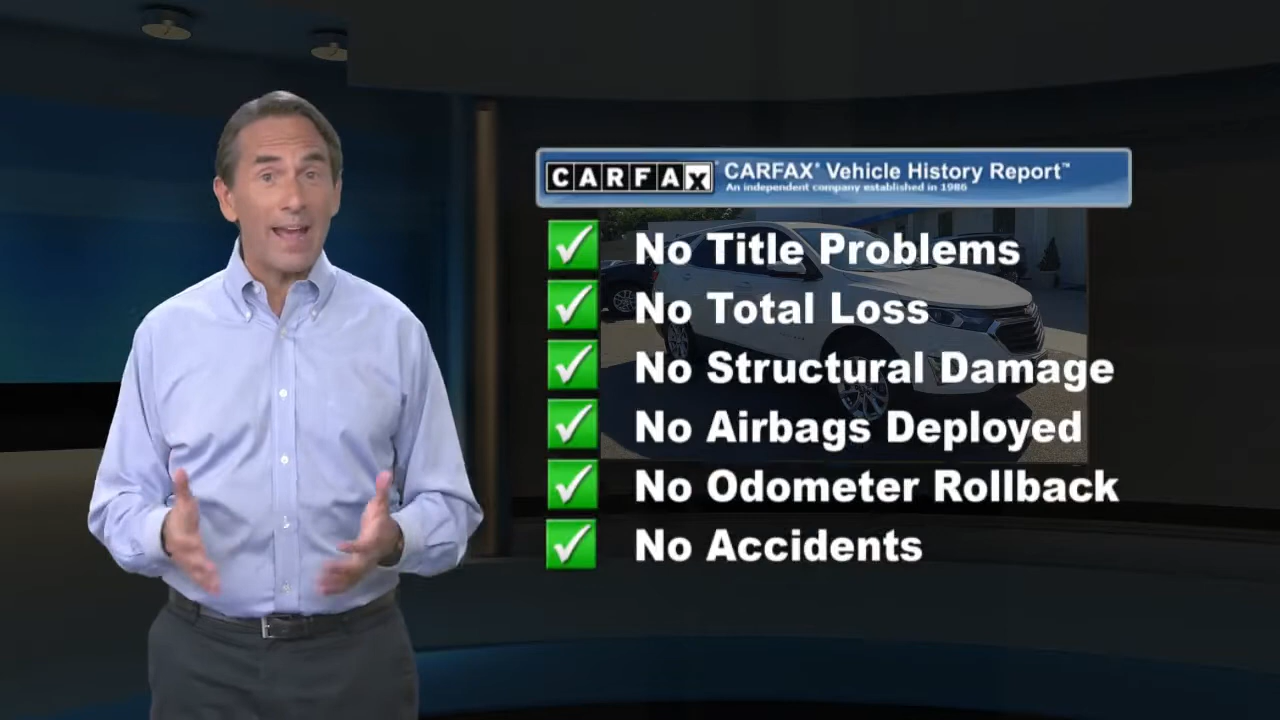 CARFAX
CARFAX® Vehicle History Report™
An independent company established in 1986
No Title Problems
No Total Loss
No Structural Damage
No Airbags Deployed
No Odometer Rollback
No Accidents